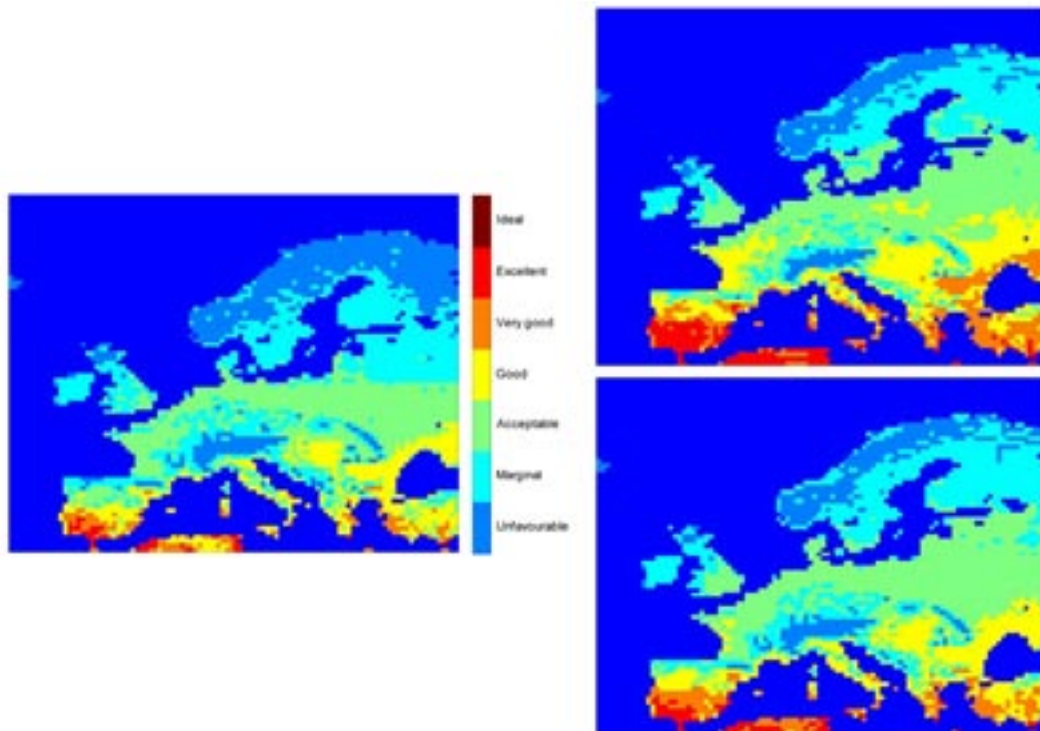 Ideal
Excellent
Very good
Good
Acceptable
Marginal
Unfavourable